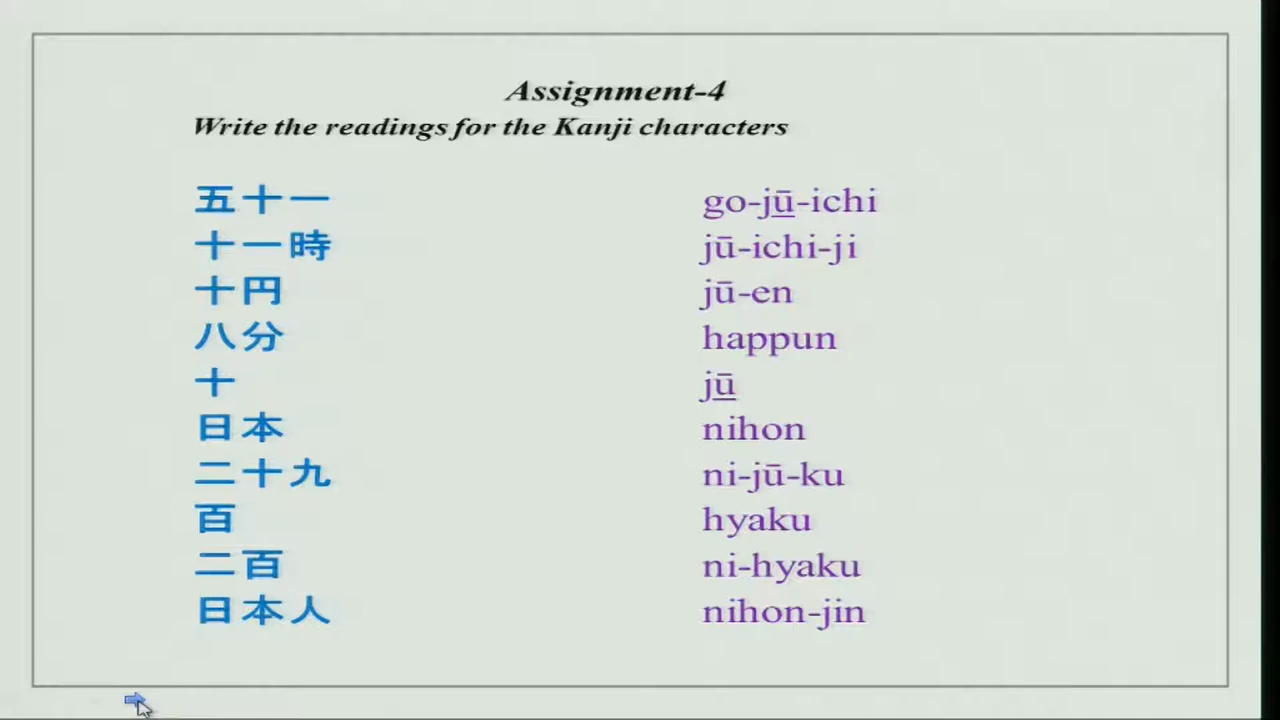 Assignment-4
Write the readings for the Kanji characters
五十一 go-jū-ichi
十一時 jū-ichi-ji
十円 jū-en
八分 happun
十 jū
日本 nihon
二十九 ni-jū-ku
百 hyaku
二百 ni-hyaku
日本人 nihon-jin